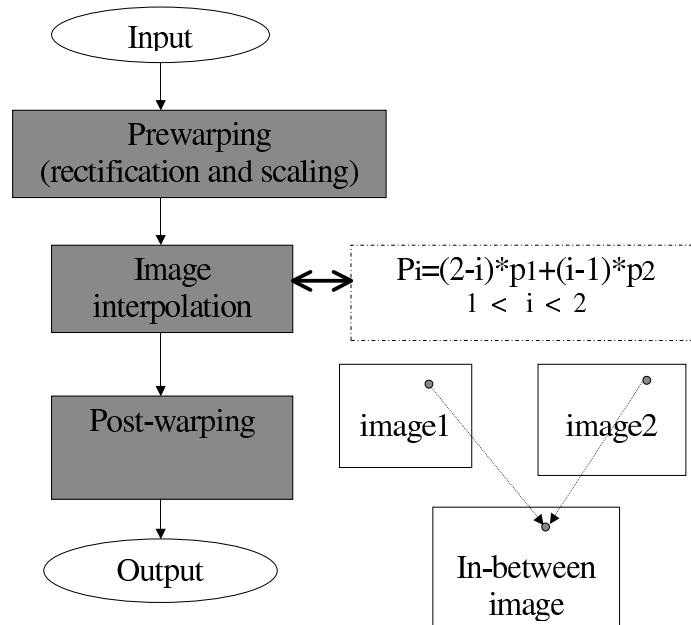 Input
Prewarping
(rectification and scaling)
Image
interpolation
Pi=(2-i)*p1+(i-1)*p2
1 < i < 2
Post-warping
image1
image2
Output
In-between
image